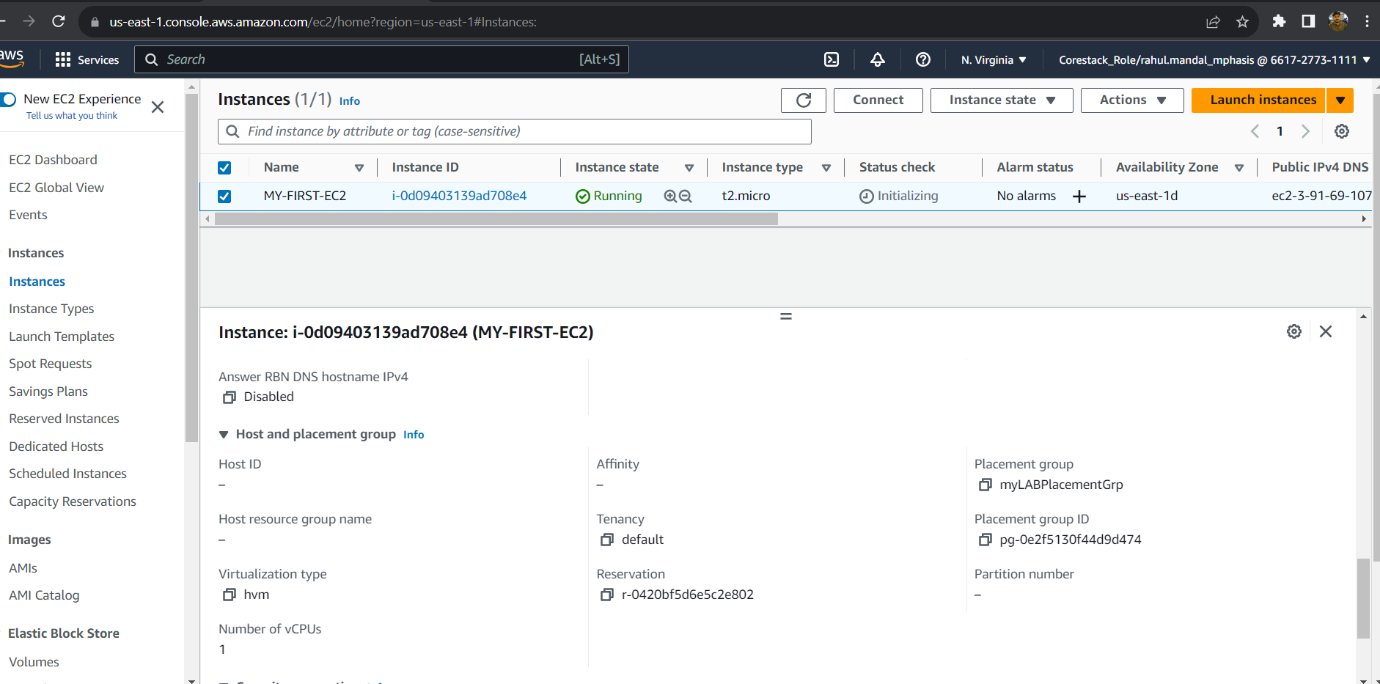 us-east-1.console.aws.amazon.com/ec2/home?region=us-east-1#Instances:
aws Services Search [Alt+S] N. Virginia Corestack_Role/rahul.mandal_mphasis @ 6617-2773-1111
New EC2 Experience
Tell us what you think
EC2 Dashboard
EC2 Global View
Events
Instances
Instances
Instance Types
Launch Templates
Spot Requests
Savings Plans
Reserved Instances
Dedicated Hosts
Scheduled Instances
Capacity Reservations
Images
AMIs
AMI Catalog
Elastic Block Store
Volumes
Instances (1/1) Info Connect Instance state Actions Launch instances
Find instance by attribute or tag (case-sensitive) 1
Name Instance ID Instance state Instance type Status check Alarm status Availability Zone Public IPv4 DNS
MY-FIRST-EC2 i-0d09403139ad708e4 Running t2.micro Initializing No alarms + us-east-1d ec2-3-91-69-107
Instance: i-0d09403139ad708e4 (MY-FIRST-EC2)
Answer RBN DNS hostname IPv4
Disabled
Host and placement group Info
Host ID Affinity Placement group
– – myLABPlacementGrp
Host resource group name Tenancy Placement group ID
– default pg-0e2f5130f44d9d474
Virtualization type Reservation Partition number
hvm r-0420bf5d6e5c2e802 –
Number of vCPUs
1